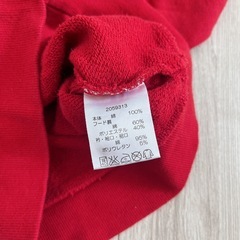 2059313
本体 綿 100%
フード裏
綿 60%
ポリエステル 40%
衿・袖口・裾口
綿 95%
ポリウレタン 5%